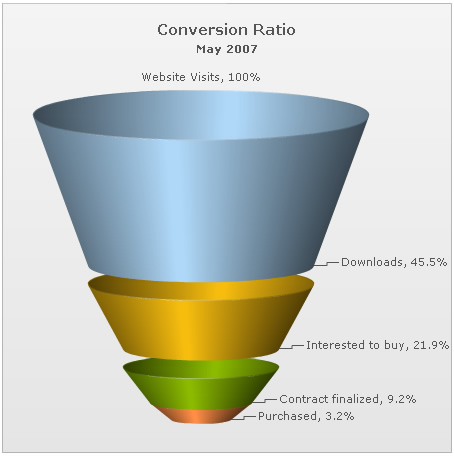 Conversion Ratio
May 2007
Website Visits, 100%
Downloads, 45.5%
Interested to buy, 21.9%
Contract finalized, 9.2%
Purchased, 3.2%